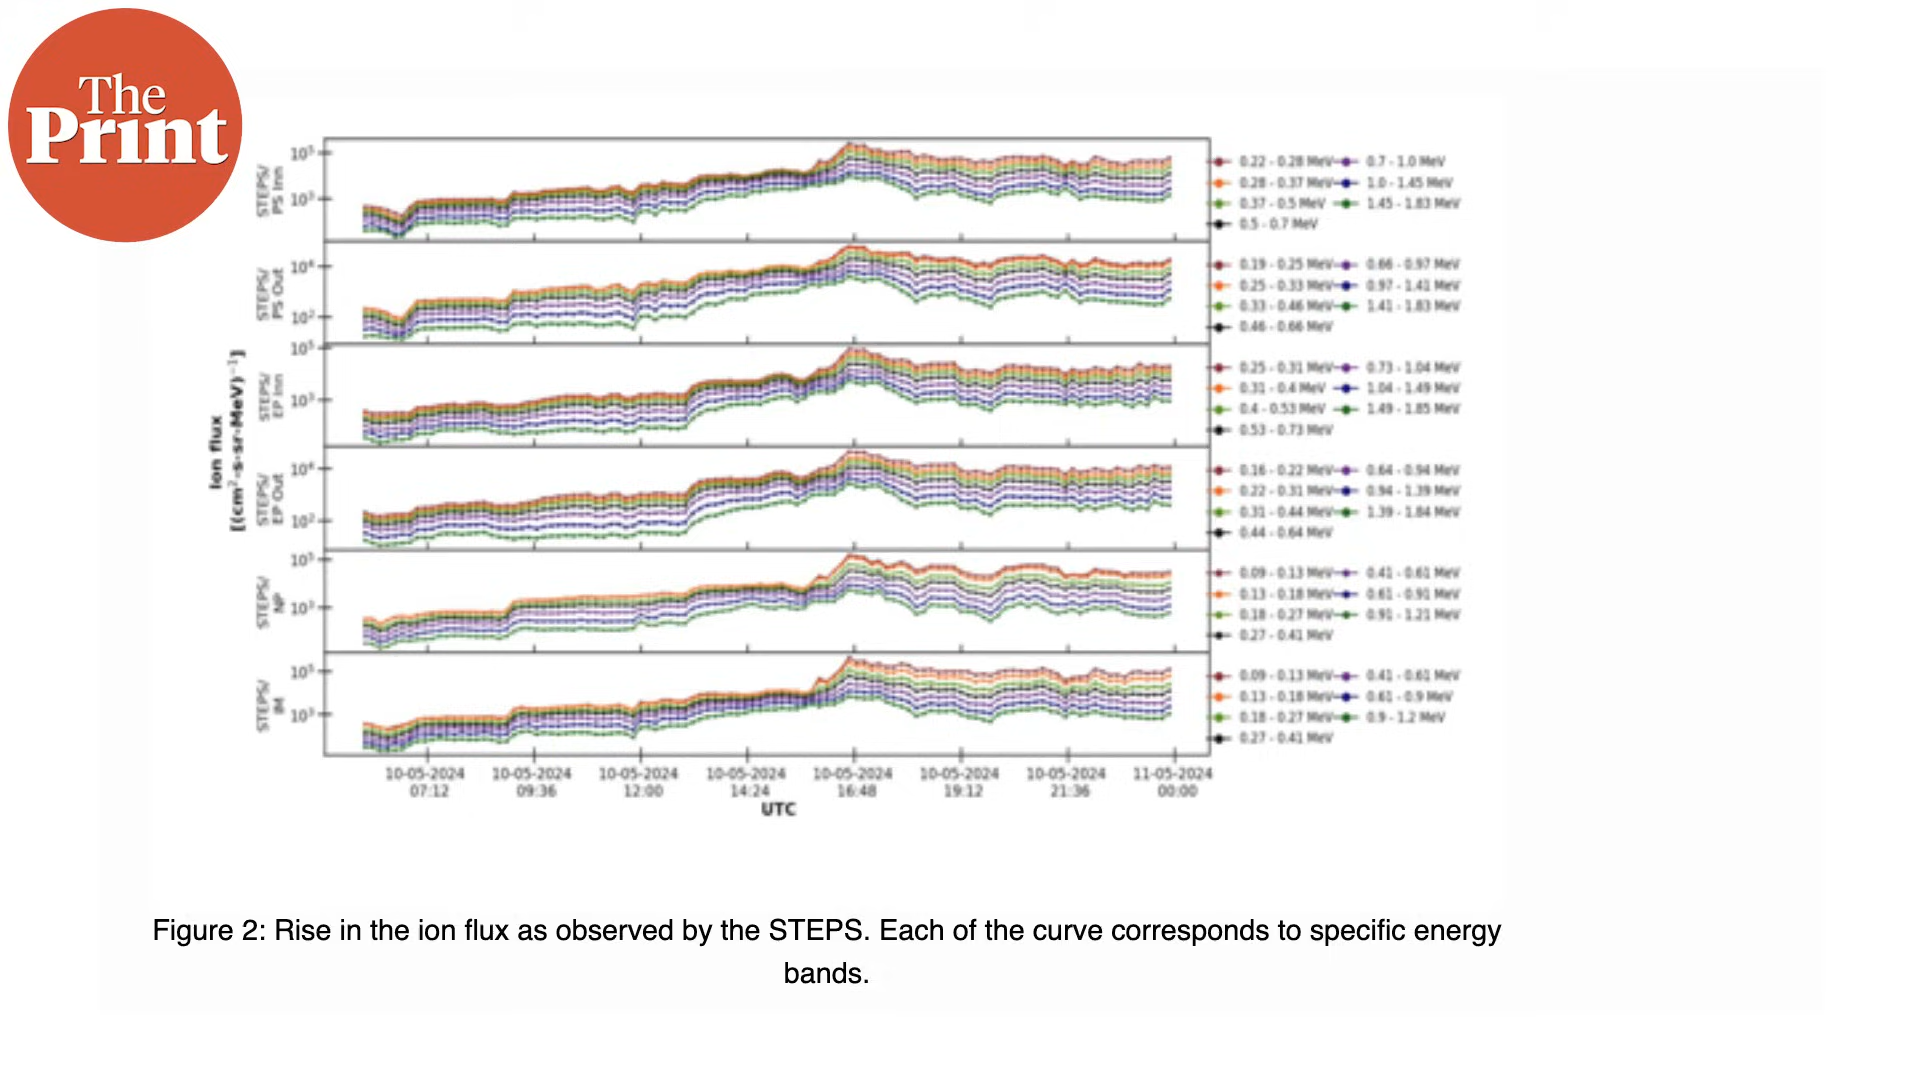 The
Print
Ion flux
[(cm²-s-sr-MeV)⁻¹]
STEPS/
PS Inn
10⁵
10³
0.22 - 0.28 MeV
0.28 - 0.37 MeV
0.37 - 0.5 MeV
0.5 - 0.7 MeV
0.7 - 1.0 MeV
1.0 - 1.45 MeV
1.45 - 1.83 MeV
STEPS/
PS Out
10⁴
10²
0.19 - 0.25 MeV
0.25 - 0.33 MeV
0.33 - 0.46 MeV
0.46 - 0.66 MeV
0.66 - 0.97 MeV
0.97 - 1.41 MeV
1.41 - 1.83 MeV
STEPS/
EP Inn
10⁵
10³
0.25 - 0.31 MeV
0.31 - 0.4 MeV
0.4 - 0.53 MeV
0.53 - 0.73 MeV
0.73 - 1.04 MeV
1.04 - 1.49 MeV
1.49 - 1.85 MeV
STEPS/
EP Out
10⁴
10²
0.16 - 0.22 MeV
0.22 - 0.31 MeV
0.31 - 0.44 MeV
0.44 - 0.64 MeV
0.64 - 0.94 MeV
0.94 - 1.39 MeV
1.39 - 1.84 MeV
STEPS/
NP
10⁵
10³
0.09 - 0.13 MeV
0.13 - 0.18 MeV
0.18 - 0.27 MeV
0.27 - 0.41 MeV
0.41 - 0.61 MeV
0.61 - 0.91 MeV
0.91 - 1.21 MeV
STEPS/
IM
10⁵
10³
0.09 - 0.13 MeV
0.13 - 0.18 MeV
0.18 - 0.27 MeV
0.27 - 0.41 MeV
0.41 - 0.61 MeV
0.61 - 0.9 MeV
0.9 - 1.2 MeV
10-05-2024 10-05-2024 10-05-2024 10-05-2024 10-05-2024 10-05-2024 10-05-2024 11-05-2024
07:12 09:36 12:00 14:24 16:48 19:12 21:36 00:00
UTC
Figure 2: Rise in the ion flux as observed by the STEPS. Each of the curve corresponds to specific energy
bands.